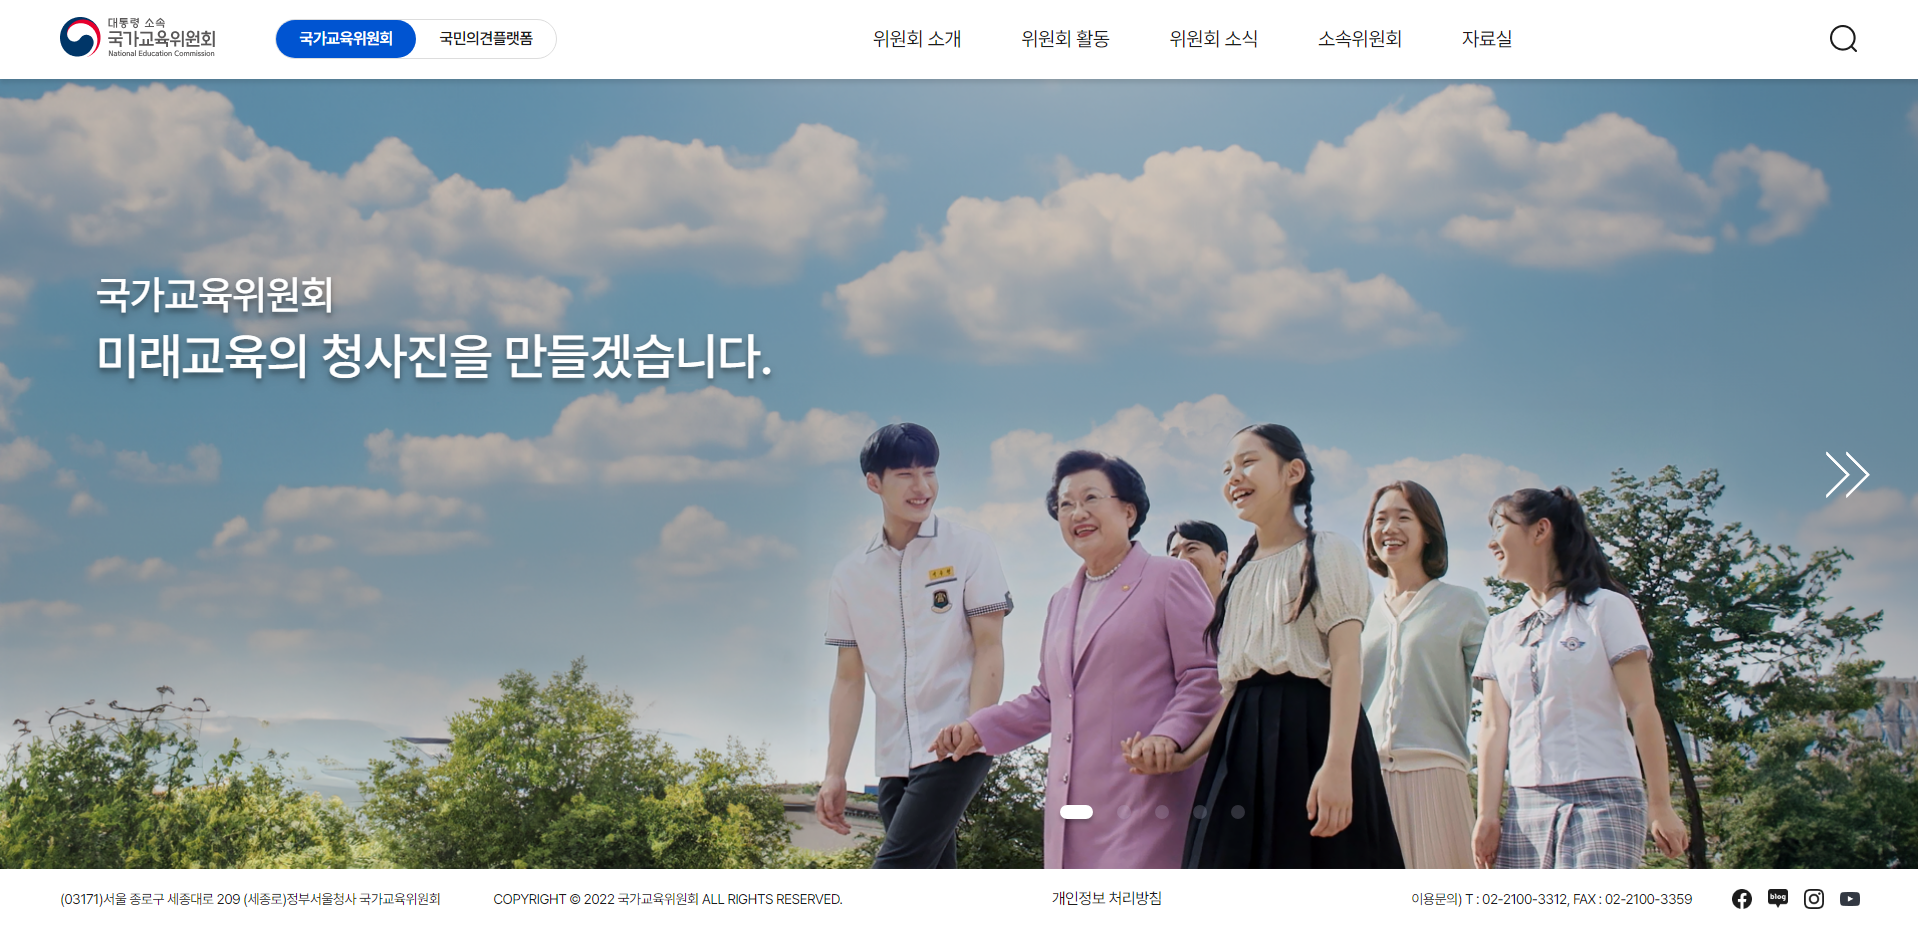 대통령 소속
국가교육위원회
National Education Commission
국가교육위원회
국민의견플랫폼
위원회 소개
위원회 활동
위원회 소식
소속위원회
자료실
국가교육위원회
미래교육의 청사진을 만들겠습니다.
(03171)서울 종로구 세종대로 209 (세종로)정부서울청사 국가교육위원회
COPYRIGHT © 2022 국가교육위원회 ALL RIGHTS RESERVED.
개인정보 처리방침
이용문의) T : 02-2100-3312, FAX : 02-2100-3359
blog